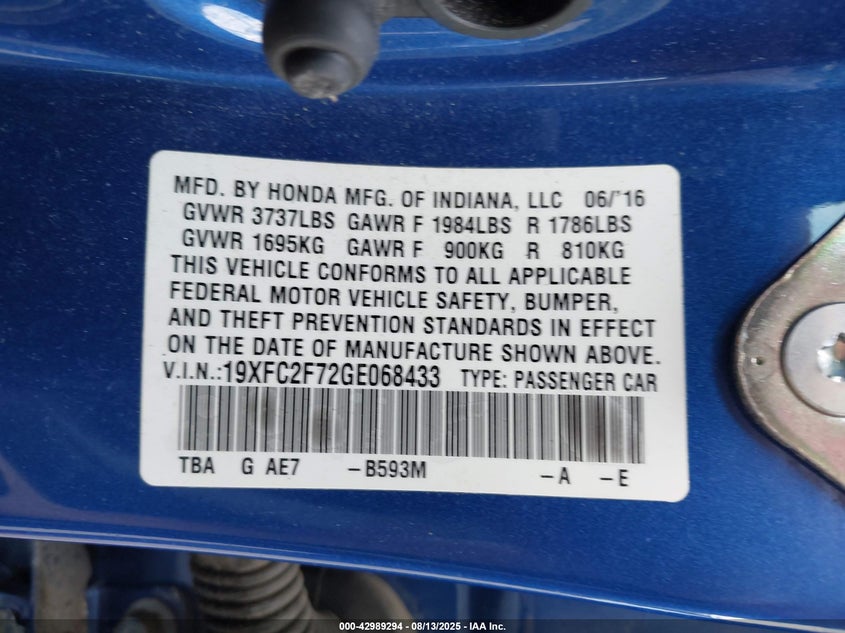 MFD. BY HONDA MFG. OF INDIANA, LLC 06/'16
GVWR 3737LBS GAWR F 1984LBS R 1786LBS
GVWR 1695KG GAWR F 900KG R 810KG
THIS VEHICLE CONFORMS TO ALL APPLICABLE
FEDERAL MOTOR VEHICLE SAFETY, BUMPER,
AND THEFT PREVENTION STANDARDS IN EFFECT
ON THE DATE OF MANUFACTURE SHOWN ABOVE.
V.I.N.:19XFC2F72GE068433 TYPE: PASSENGER CAR
TBA G AE7 -B593M -A -E
000-42989294 - 08/13/2025 - IAA Inc.